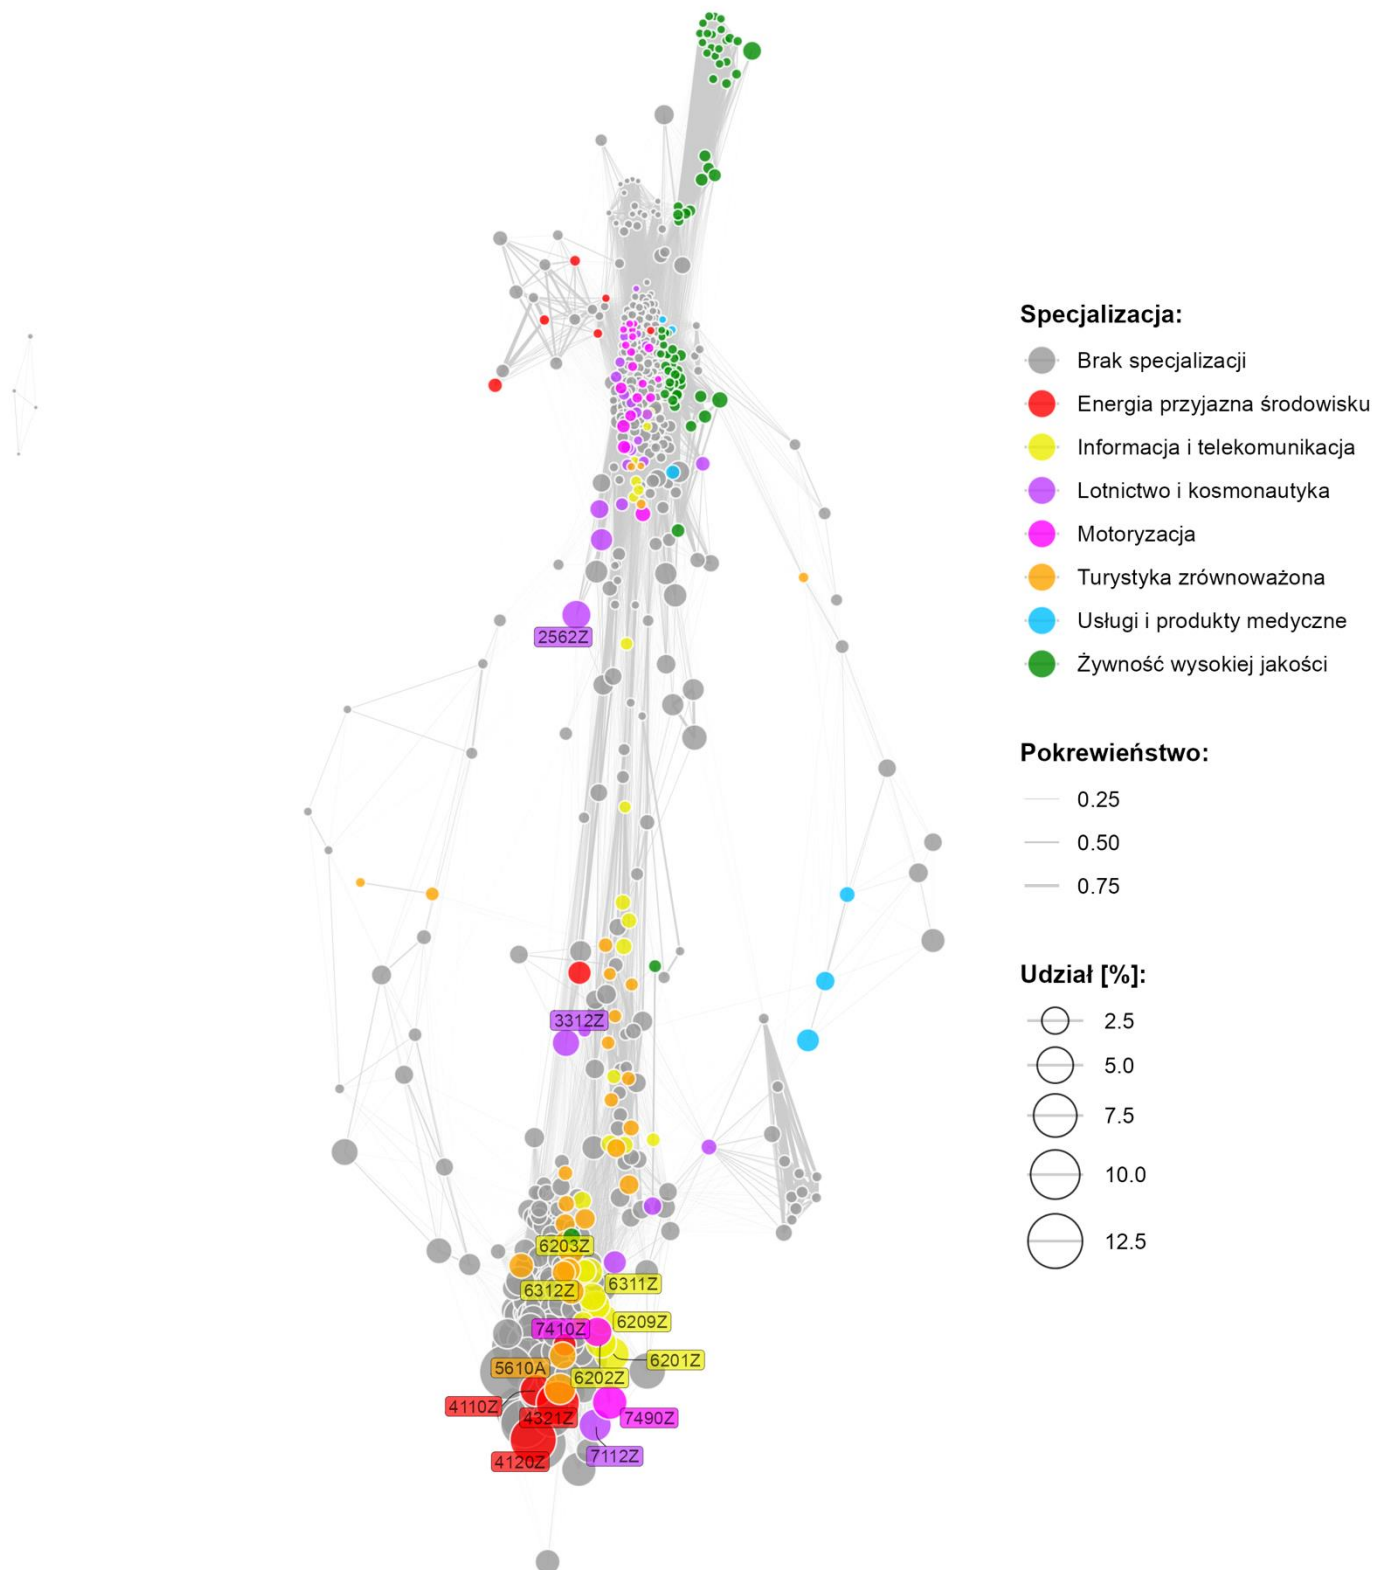 Specjalizacja:
Brak specjalizacji
Energia przyjazna środowisku
Informacja i telekomunikacja
Lotnictwo i kosmonautyka
Motoryzacja
Turystyka zrównoważona
Usługi i produkty medyczne
Żywność wysokiej jakości
Pokrewieństwo:
0.25
0.50
0.75
Udział [%]:
2.5
5.0
7.5
10.0
12.5
2562Z
3312Z
6203Z
6312Z
6311Z
7410Z
6209Z
5610A
6202Z
6201Z
4110Z
4321Z
7490Z
4120Z
7112Z